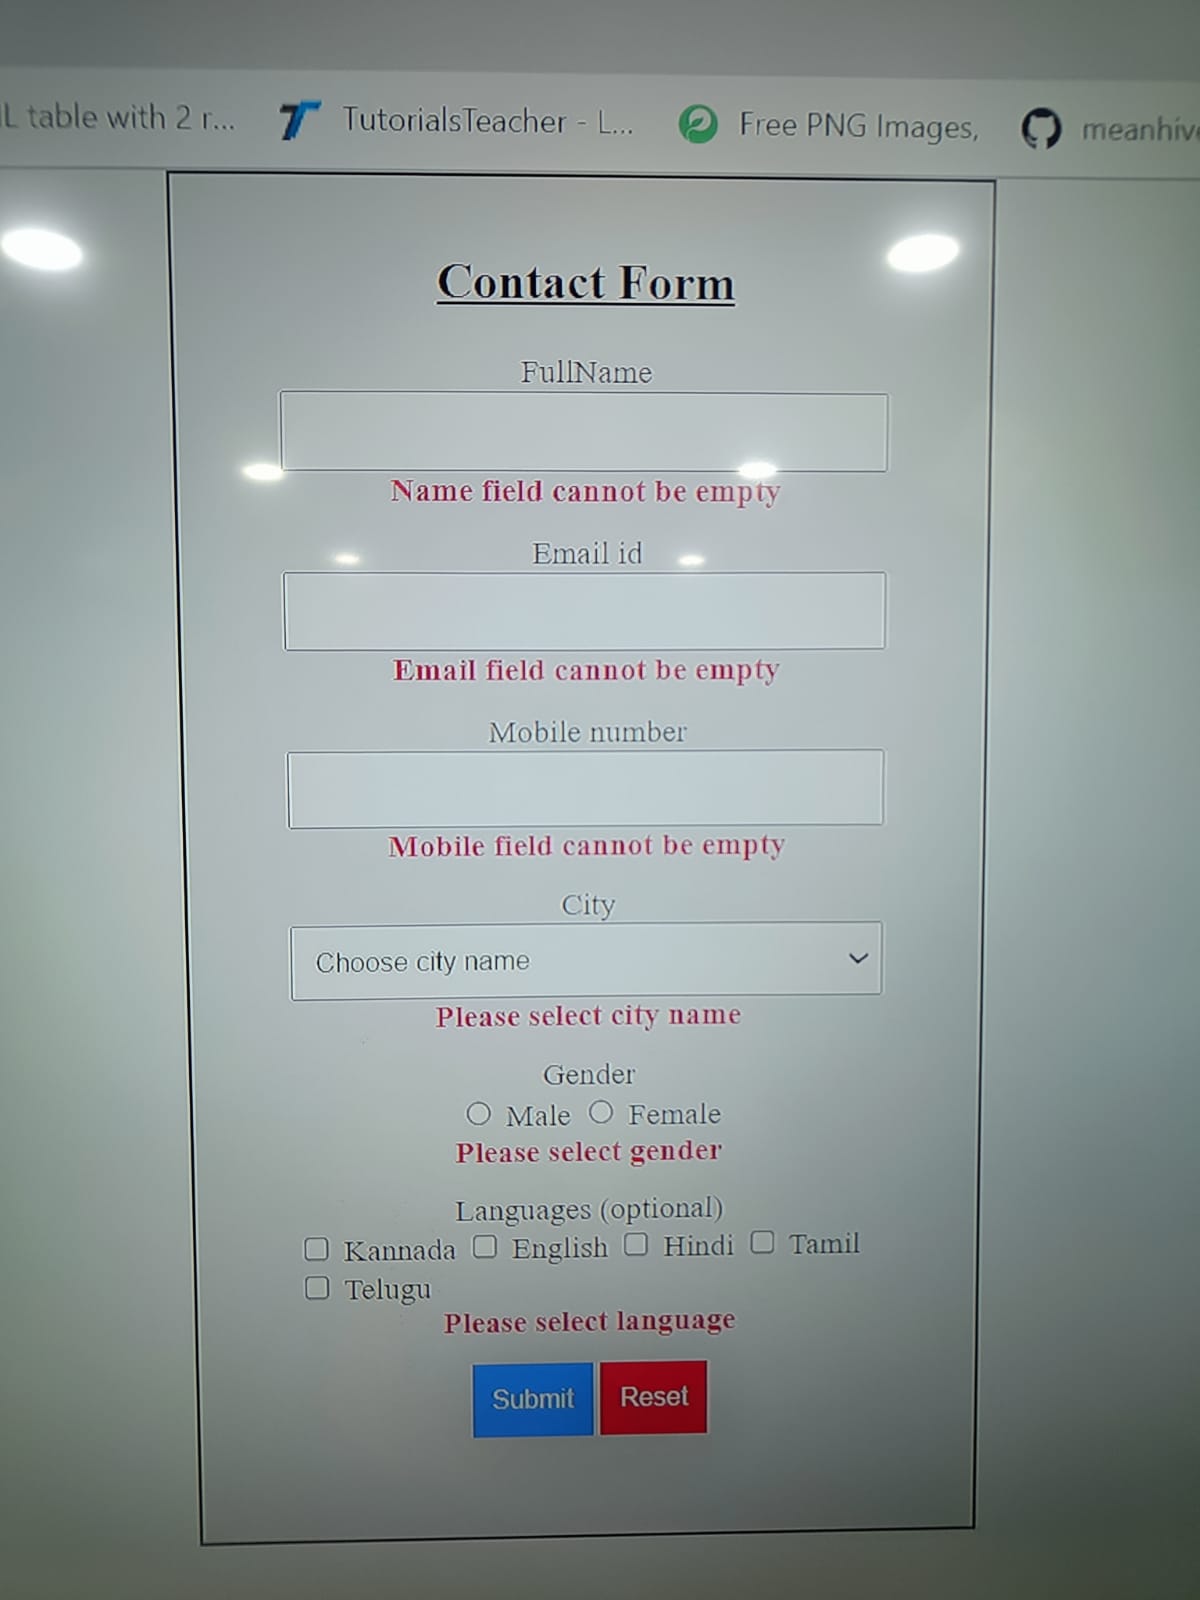 L table with 2 r...
TutorialsTeacher - L...
Free PNG Images,
meanhive
Contact Form
FullName
Name field cannot be empty
Email id
Email field cannot be empty
Mobile number
Mobile field cannot be empty
City
Choose city name
Please select city name
Gender
Male Female
Please select gender
Languages (optional)
Kannada English Hindi Tamil
Telugu
Please select language
Submit Reset